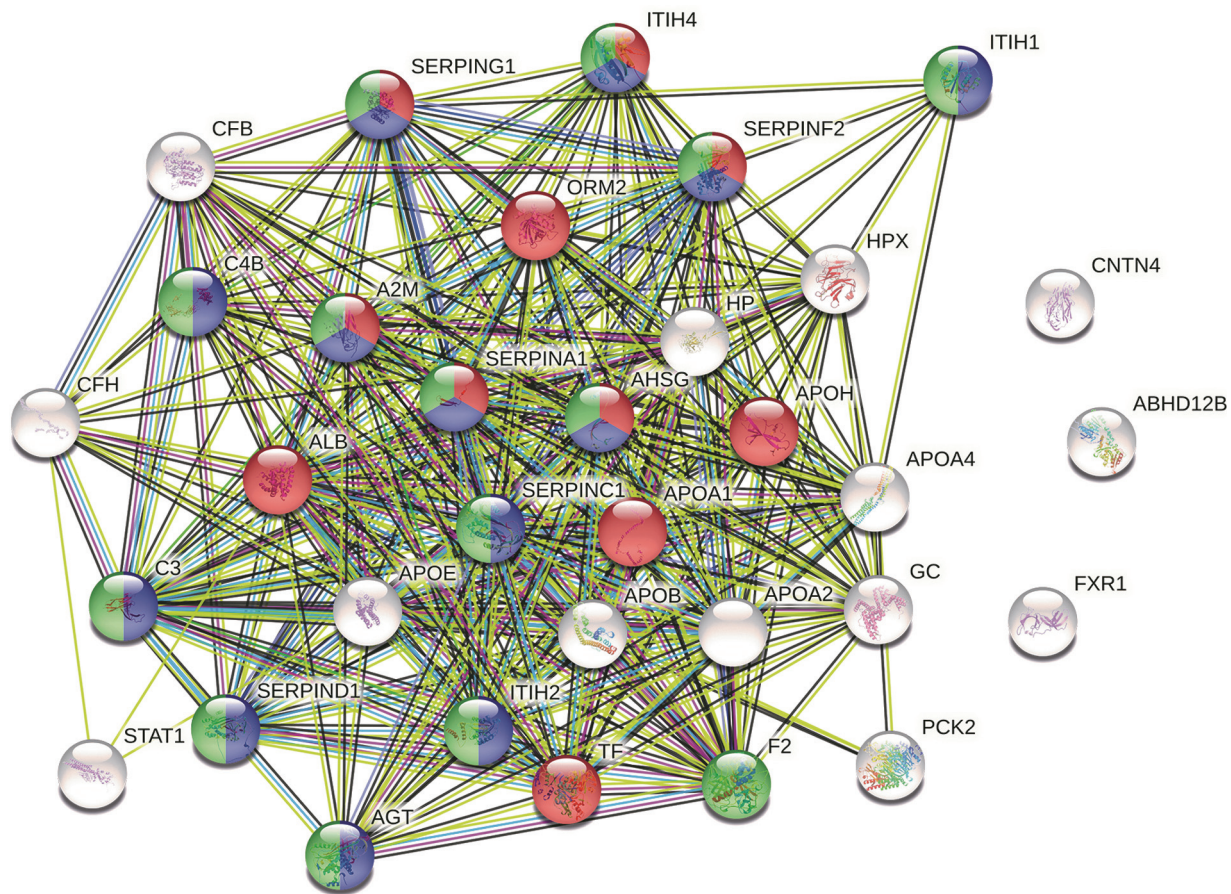 ITIH4
ITIH1
SERPING1
CFB
SERPINF2
ORM2
HPX
C4B
A2M
HP
CNTN4
SERPINA1
AHSG
APOH
CFH
ABHD12B
ALB
APOA4
SERPINC1
APOA1
C3
APOE
APOB
APOA2
GC
FXR1
SERPIND1
ITIH2
STAT1
TF
F2
PCK2
AGT